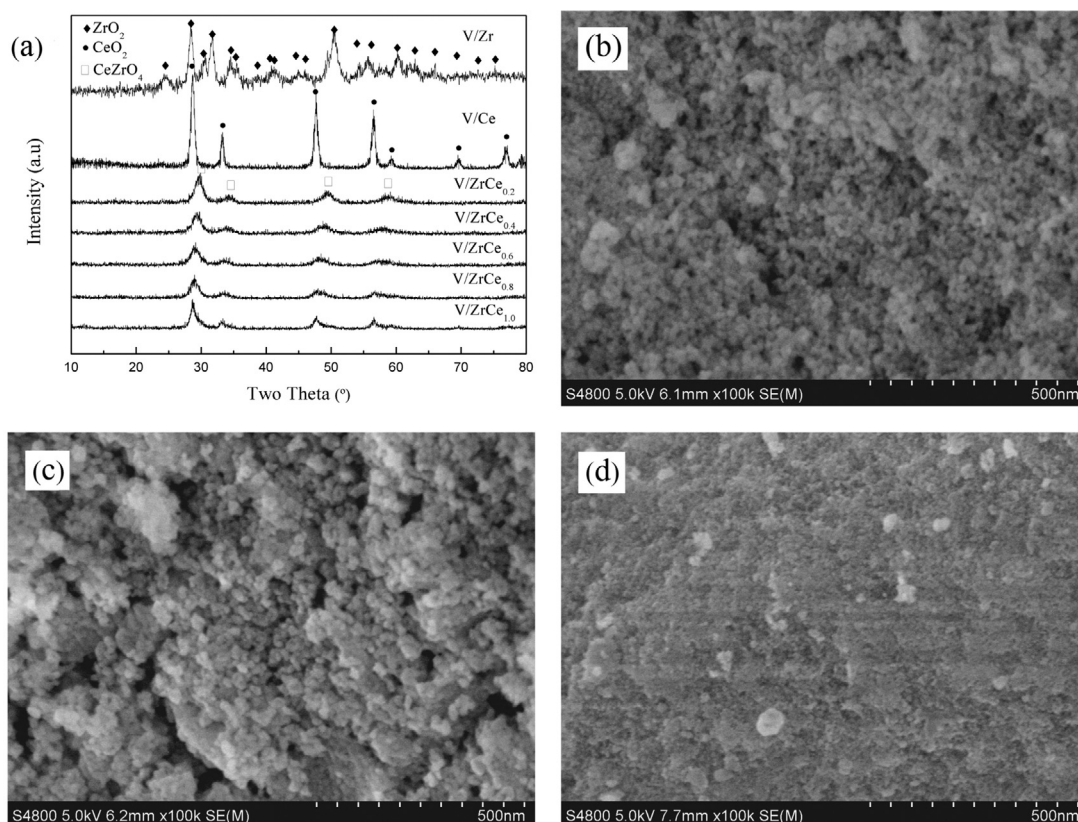 (a)
◆ ZrO₂
● CeO₂
□ CeZrO₄
V/Zr
V/Ce
V/ZrCe₀.₂
V/ZrCe₀.₄
V/ZrCe₀.₆
V/ZrCe₀.₈
V/ZrCe₁.₀
Intensity (a.u)
10 20 30 40 50 60 70 80
Two Theta (°)
(b)
S4800 5.0kV 6.1mm x100k SE(M) 500nm
(c)
S4800 5.0kV 6.2mm x100k SE(M) 500nm
(d)
S4800 5.0kV 7.7mm x100k SE(M) 500nm